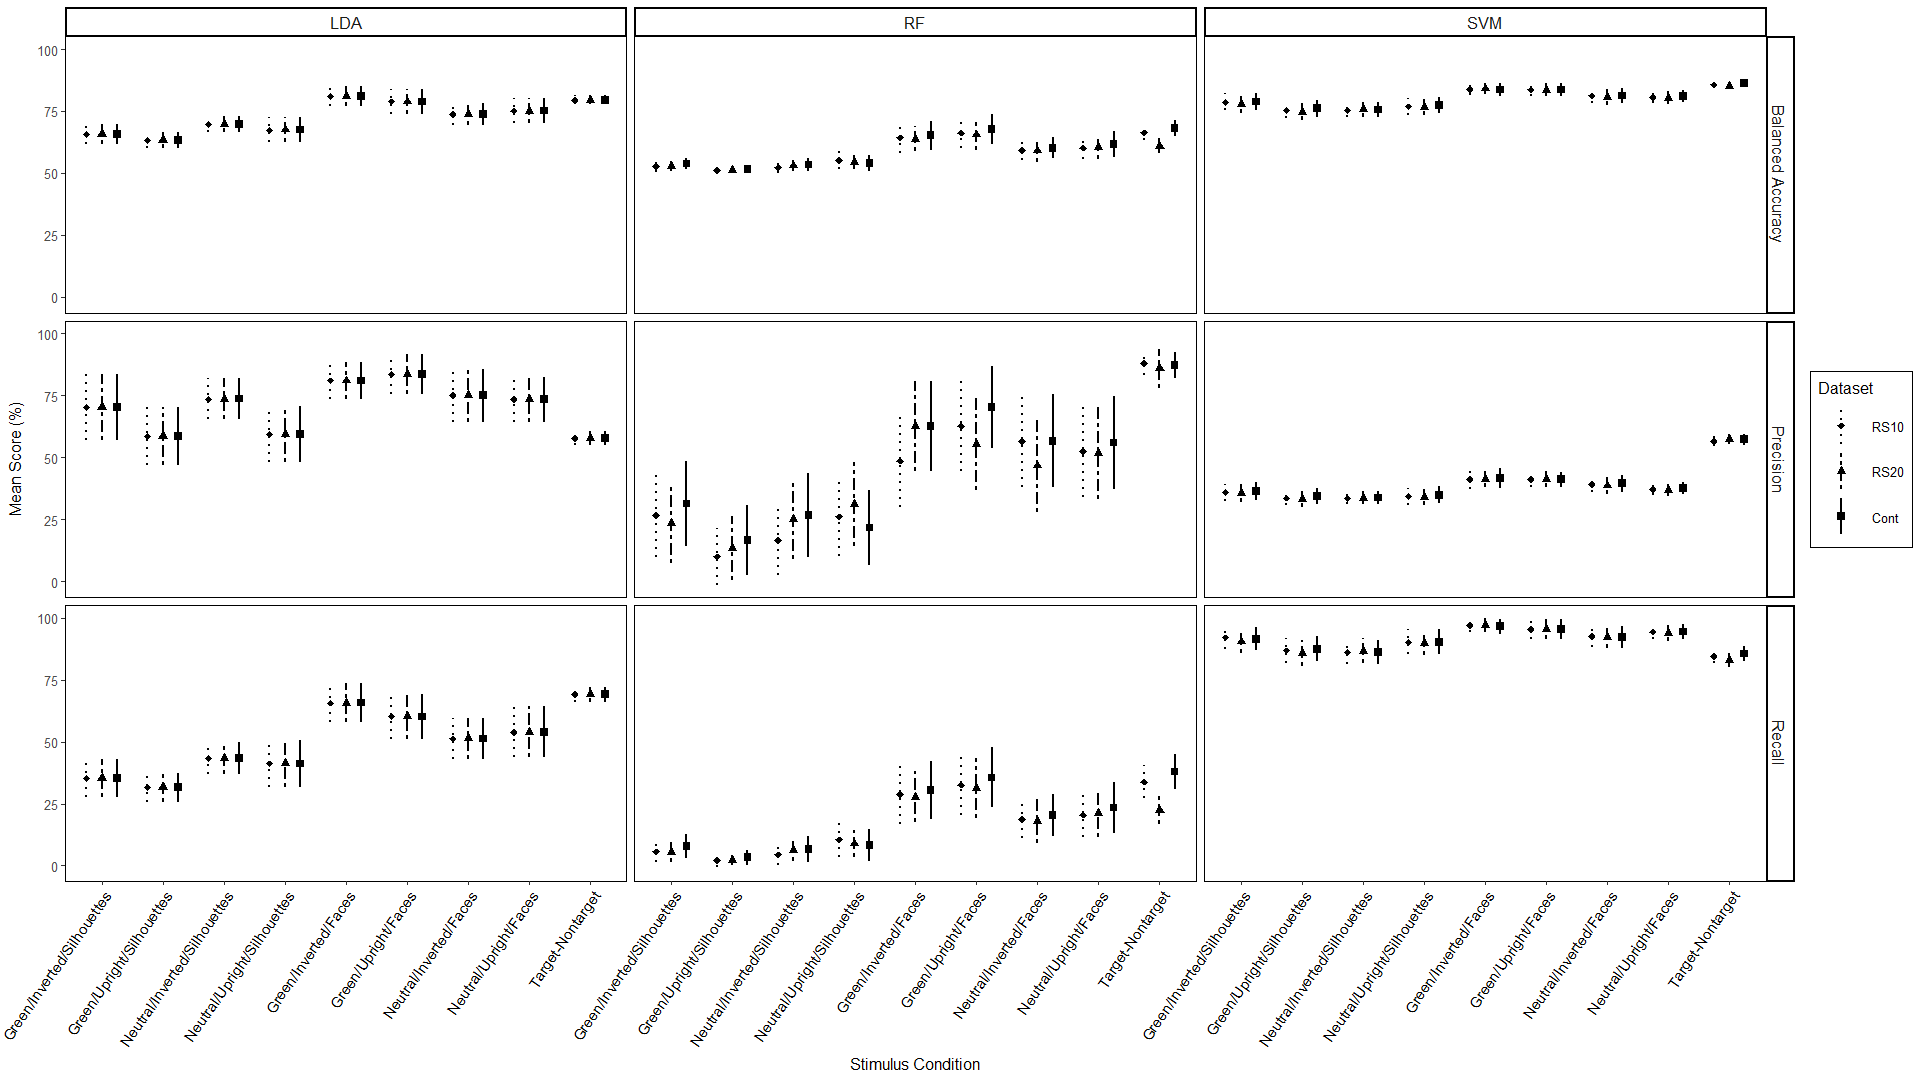 LDA
RF
SVM
100
75
50
25
0
Balanced Accuracy
100
75
50
25
0
Precision
100
75
50
25
0
Recall
Mean Score (%)
Green/Inverted/Silhouettes
Green/Upright/Silhouettes
Neutral/Inverted/Silhouettes
Neutral/Upright/Silhouettes
Green/Inverted/Faces
Green/Upright/Faces
Neutral/Inverted/Faces
Neutral/Upright/Faces
Target-Nontarget
Green/Inverted/Silhouettes
Green/Upright/Silhouettes
Neutral/Inverted/Silhouettes
Neutral/Upright/Silhouettes
Green/Inverted/Faces
Green/Upright/Faces
Neutral/Inverted/Faces
Neutral/Upright/Faces
Target-Nontarget
Green/Inverted/Silhouettes
Green/Upright/Silhouettes
Neutral/Inverted/Silhouettes
Neutral/Upright/Silhouettes
Green/Inverted/Faces
Green/Upright/Faces
Neutral/Inverted/Faces
Neutral/Upright/Faces
Target-Nontarget
Stimulus Condition
Dataset
RS10
RS20
Cont